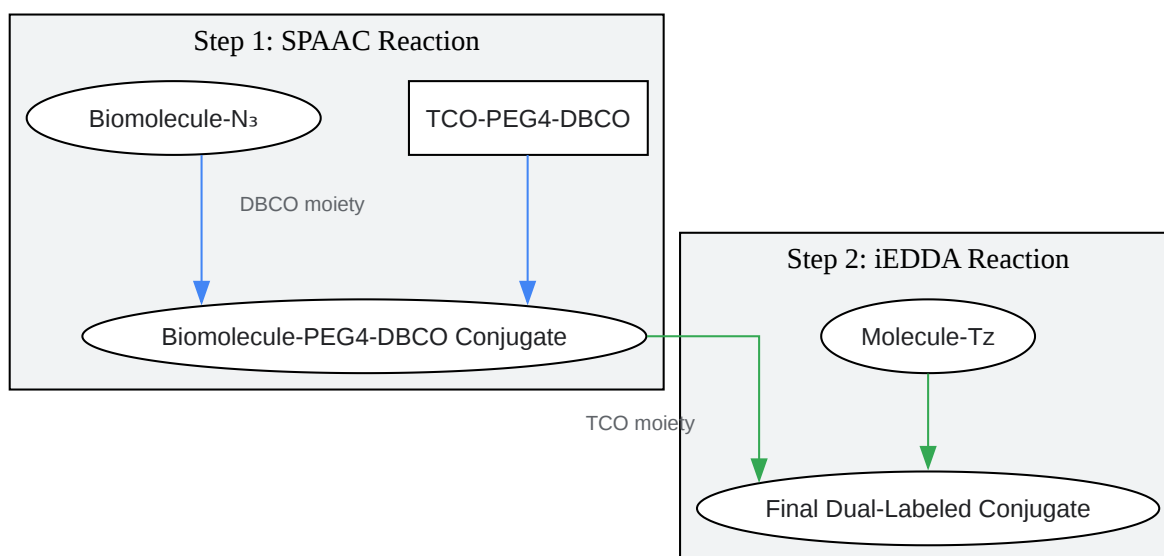 Step 1: SPAAC Reaction
Biomolecule-N₃
TCO-PEG4-DBCO
DBCO moiety
Biomolecule-PEG4-DBCO Conjugate
Step 2: iEDDA Reaction
Molecule-Tz
TCO moiety
Final Dual-Labeled Conjugate